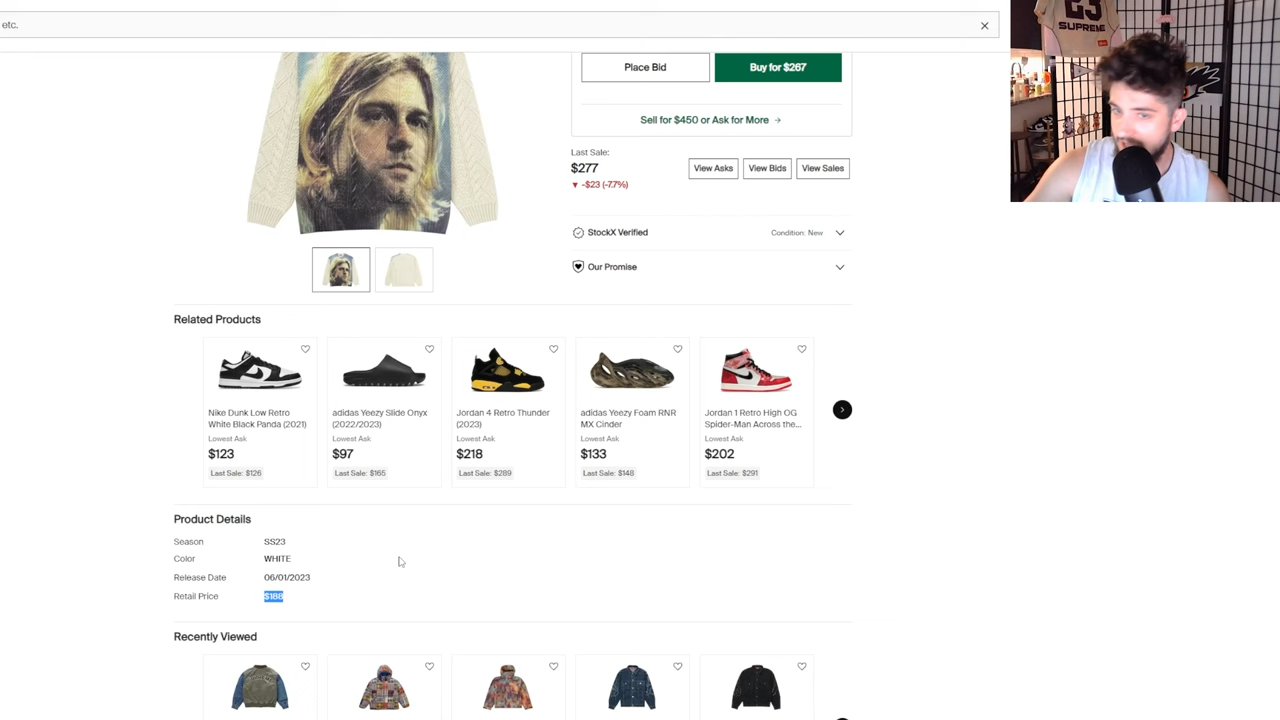 etc.
23
SUPREME
Place Bid
Buy for $267
Sell for $450 or Ask for More →
Last Sale:
$277
▼ -$23 (-7.7%)
View Asks
View Bids
View Sales
StockX Verified
Condition: New
Our Promise
Related Products
Nike Dunk Low Retro
White Black Panda (2021)
Lowest Ask
$123
Last Sale: $126
adidas Yeezy Slide Onyx
(2022/2023)
Lowest Ask
$97
Last Sale: $165
Jordan 4 Retro Thunder
(2023)
Lowest Ask
$218
Last Sale: $289
adidas Yeezy Foam RNR
MX Cinder
Lowest Ask
$133
Last Sale: $148
Jordan 1 Retro High OG
Spider-Man Across the...
Lowest Ask
$202
Last Sale: $291
Product Details
Season SS23
Color WHITE
Release Date 06/01/2023
Retail Price $188
Recently Viewed